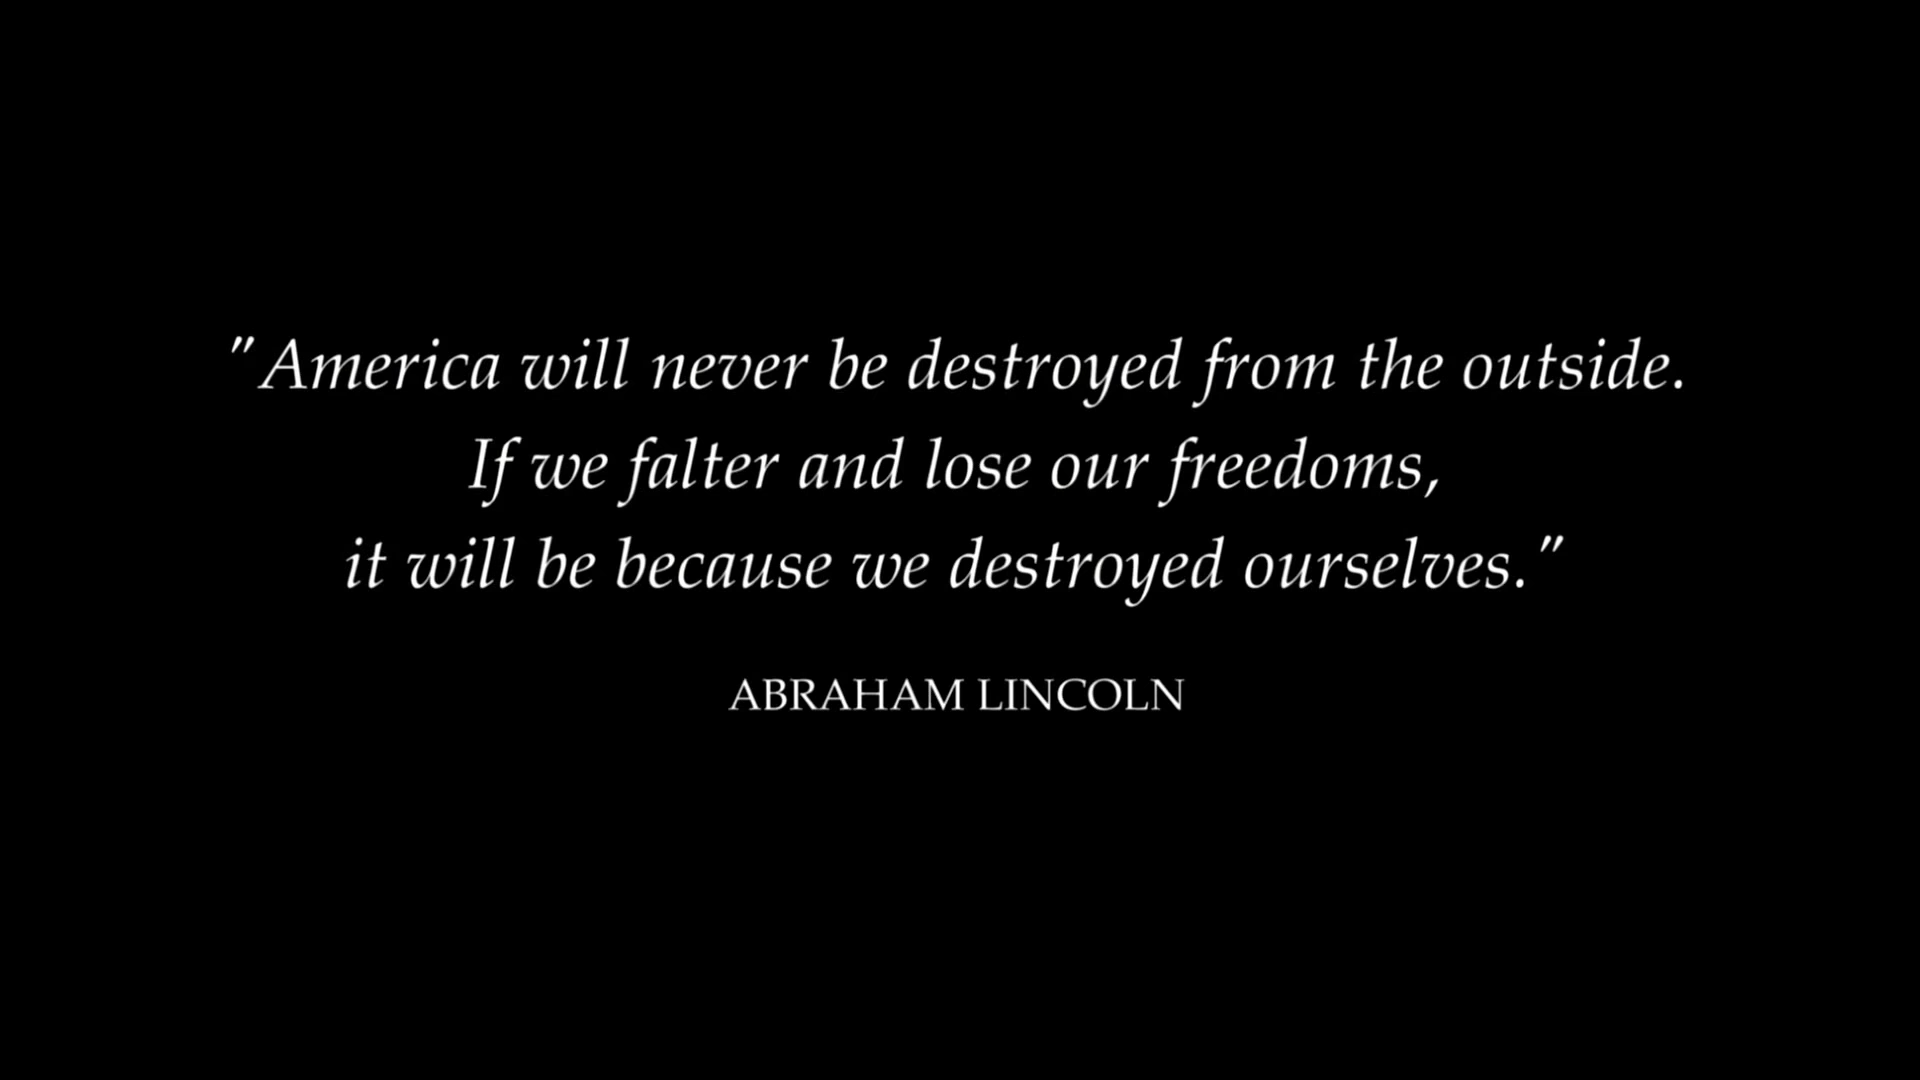 "America will never be destroyed from the outside.
If we falter and lose our freedoms,
it will be because we destroyed ourselves."
ABRAHAM LINCOLN